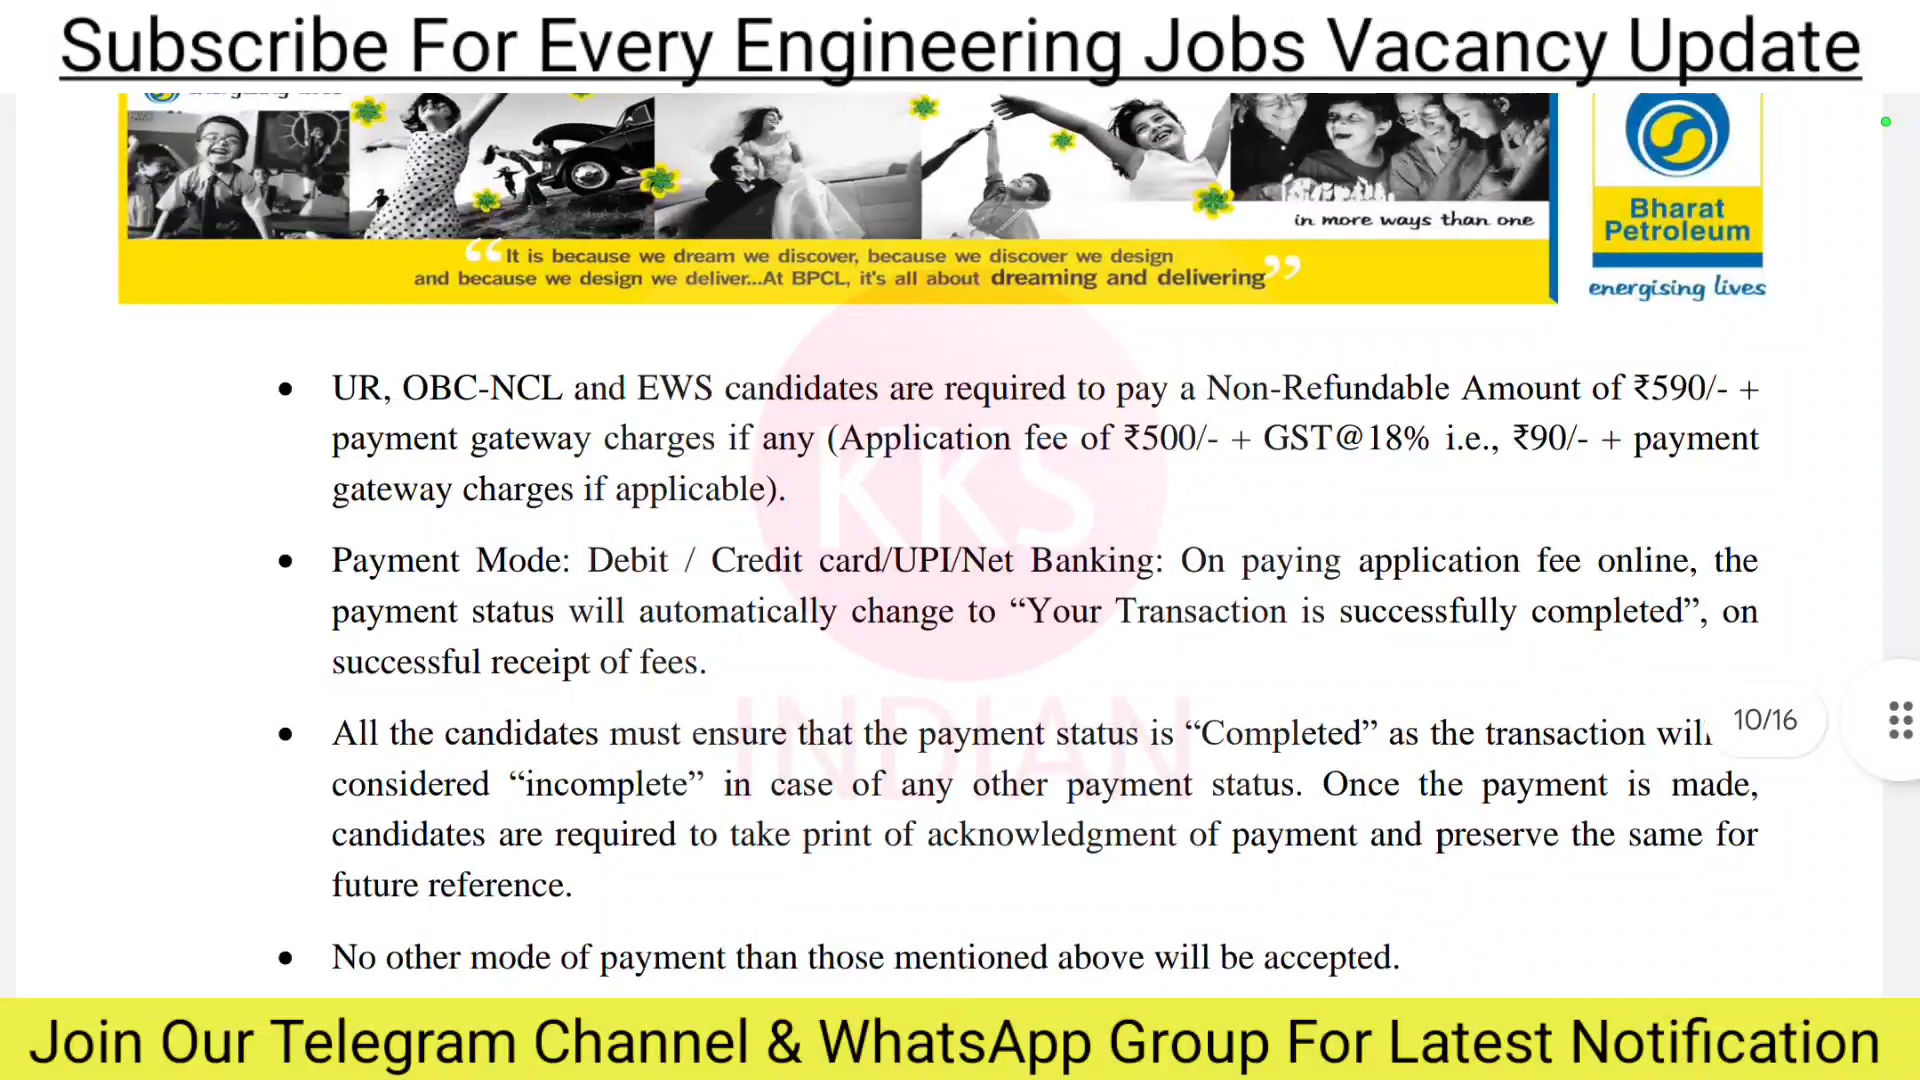 Subscribe For Every Engineering Jobs Vacancy Update
in more ways than one
“It is because we dream we discover, because we discover we design
and because we design we deliver...At BPCL, it's all about dreaming and delivering”
Bharat
Petroleum
energising lives
• UR, OBC-NCL and EWS candidates are required to pay a Non-Refundable Amount of ₹590/- +
payment gateway charges if any (Application fee of ₹500/- + GST@18% i.e., ₹90/- + payment
gateway charges if applicable).
• Payment Mode: Debit / Credit card/UPI/Net Banking: On paying application fee online, the
payment status will automatically change to “Your Transaction is successfully completed”, on
successful receipt of fees.
• All the candidates must ensure that the payment status is “Completed” as the transaction will
considered “incomplete” in case of any other payment status. Once the payment is made,
candidates are required to take print of acknowledgment of payment and preserve the same for
future reference.
• No other mode of payment than those mentioned above will be accepted.
10/16
KKS
INDIAN
Join Our Telegram Channel & WhatsApp Group For Latest Notification